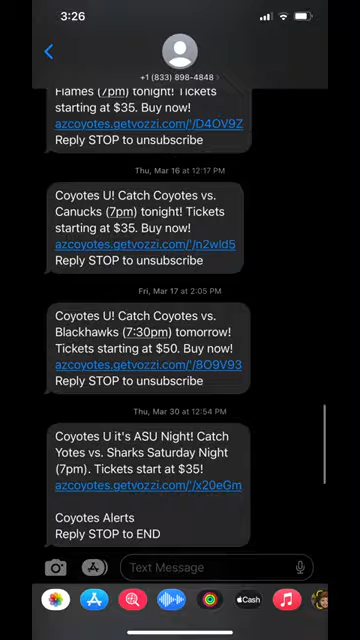 3:26
+1 (833) 898-4848
Flames (7pm) tonight! Tickets
starting at $35. Buy now!
azcoyotes.getvozzi.com/'/D4OV9Z
Reply STOP to unsubscribe
Thu, Mar 16 at 12:17 PM
Coyotes U! Catch Coyotes vs.
Canucks (7pm) tonight! Tickets
starting at $35. Buy now!
azcoyotes.getvozzi.com/'/n2wld5
Reply STOP to unsubscribe
Fri, Mar 17 at 2:05 PM
Coyotes U! Catch Coyotes vs.
Blackhawks (7:30pm) tomorrow!
Tickets starting at $50. Buy now!
azcoyotes.getvozzi.com/'/8O9V93
Reply STOP to unsubscribe
Thu, Mar 30 at 12:54 PM
Coyotes U it's ASU Night! Catch
Yotes vs. Sharks Saturday Night
(7pm). Tickets start at $35!
azcoyotes.getvozzi.com/'/x20eGm
Coyotes Alerts
Reply STOP to END
Text Message
Cash